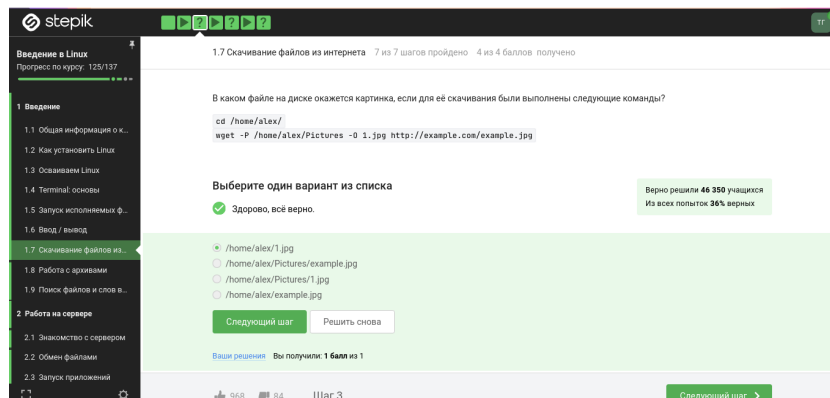 stepik
ТГ
Введение в Linux
Прогресс по курсу: 125/137
1 Введение
1.1 Общая информация о к...
1.2 Как установить Linux
1.3 Осваиваем Linux
1.4 Terminal: основы
1.5 Запуск исполняемых ф...
1.6 Ввод / вывод
1.7 Скачивание файлов из...
1.8 Работа с архивами
1.9 Поиск файлов и слов в...
2 Работа на сервере
2.1 Знакомство с сервером
2.2 Обмен файлами
2.3 Запуск приложений
1.7 Скачивание файлов из интернета 7 из 7 шагов пройдено 4 из 4 баллов получено
В каком файле на диске окажется картинка, если для её скачивания были выполнены следующие команды?
cd /home/alex/
wget -P /home/alex/Pictures -O 1.jpg http://example.com/example.jpg
Выберите один вариант из списка
Здорово, всё верно.
Верно решили 46 350 учащихся
Из всех попыток 36% верных
/home/alex/1.jpg
/home/alex/Pictures/example.jpg
/home/alex/Pictures/1.jpg
/home/alex/example.jpg
Следующий шаг Решить снова
Ваши решения Вы получили: 1 балл из 1
968 84 Шаг 3 Следующий шаг